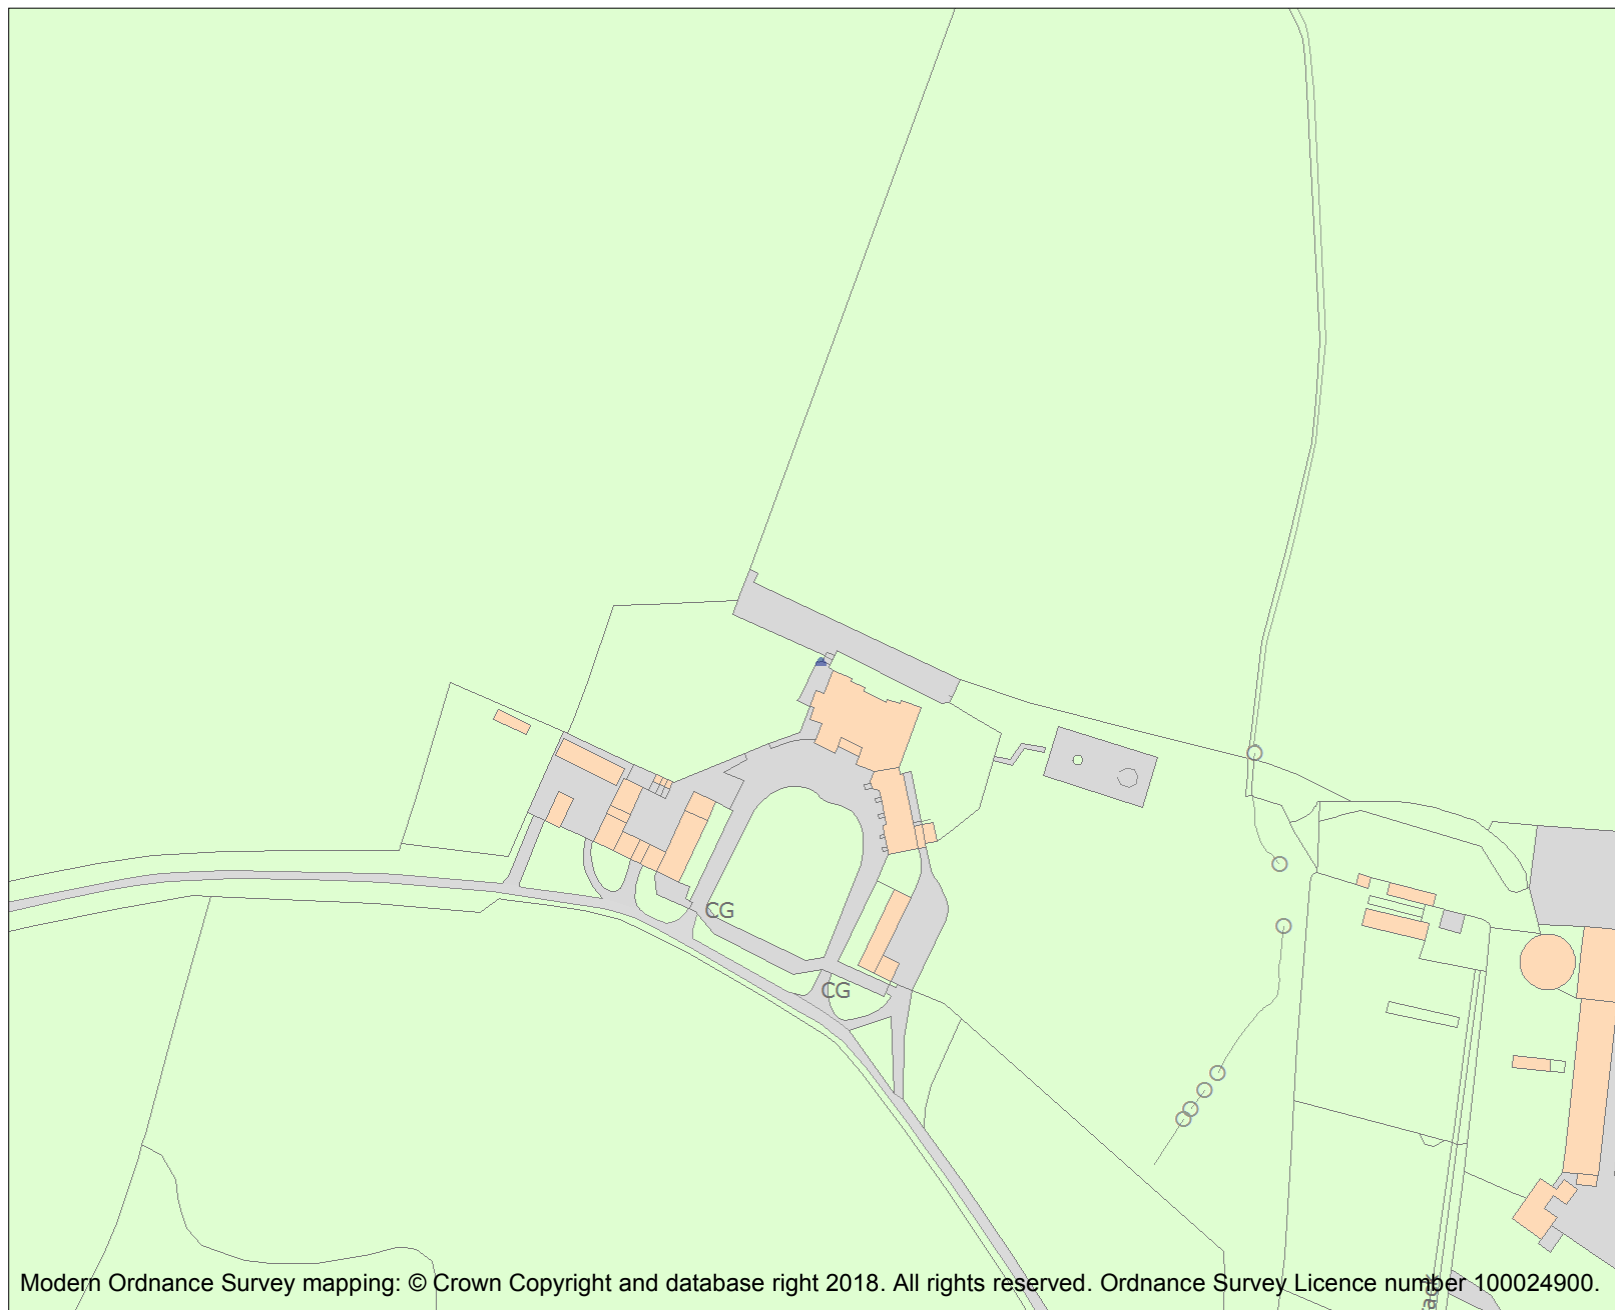 CG
CG
Modern Ordnance Survey mapping: © Crown Copyright and database right 2018. All rights reserved. Ordnance Survey Licence number 100024900.